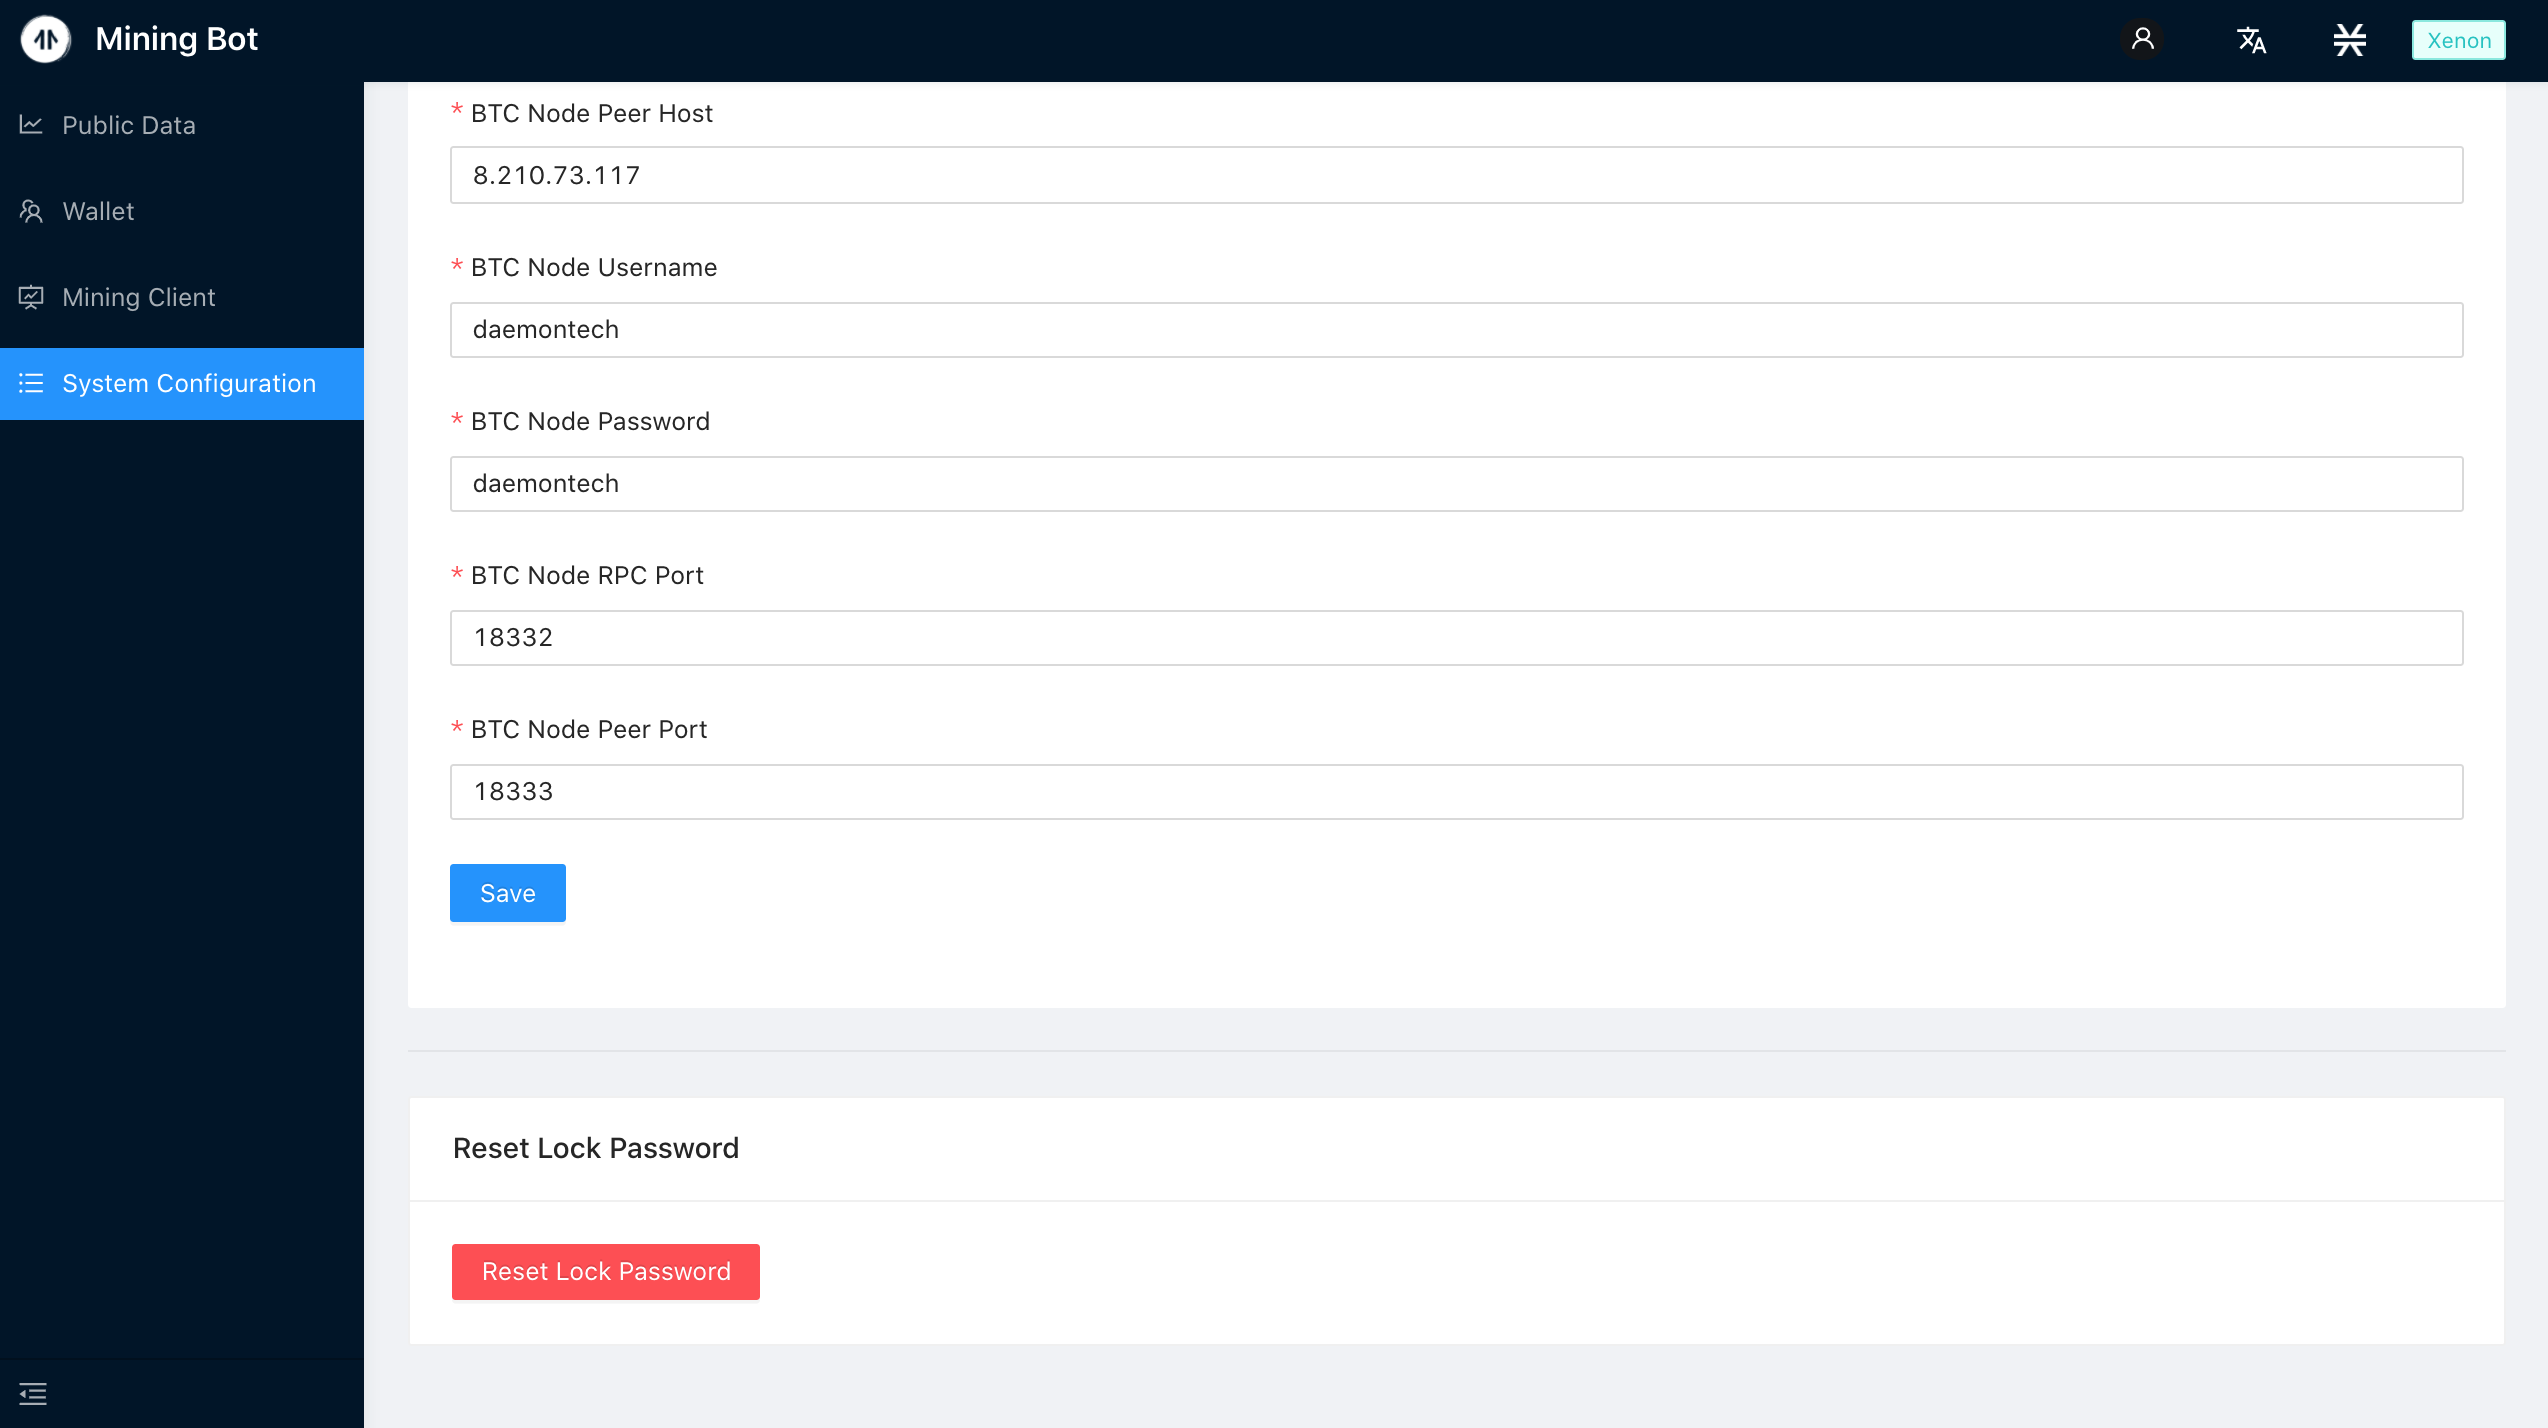 Mining Bot
Xenon
Public Data
Wallet
Mining Client
System Configuration
* BTC Node Peer Host
8.210.73.117
* BTC Node Username
daemontech
* BTC Node Password
daemontech
* BTC Node RPC Port
18332
* BTC Node Peer Port
18333
Save
Reset Lock Password
Reset Lock Password